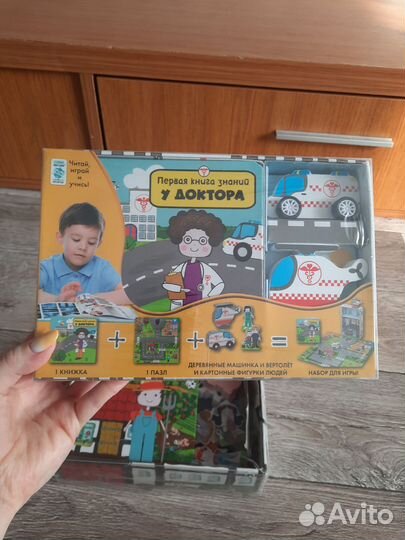 Читай,
играй и
учись!
Первая книга знаний
У ДОКТОРА
1 КНИЖКА
1 ПАЗЛ
ДЕРЕВЯННЫЕ МАШИНКА И ВЕРТОЛЁТ
И КАРТОННЫЕ ФИГУРКИ ЛЮДЕЙ
НАБОР ДЛЯ ИГРЫ!
Avito